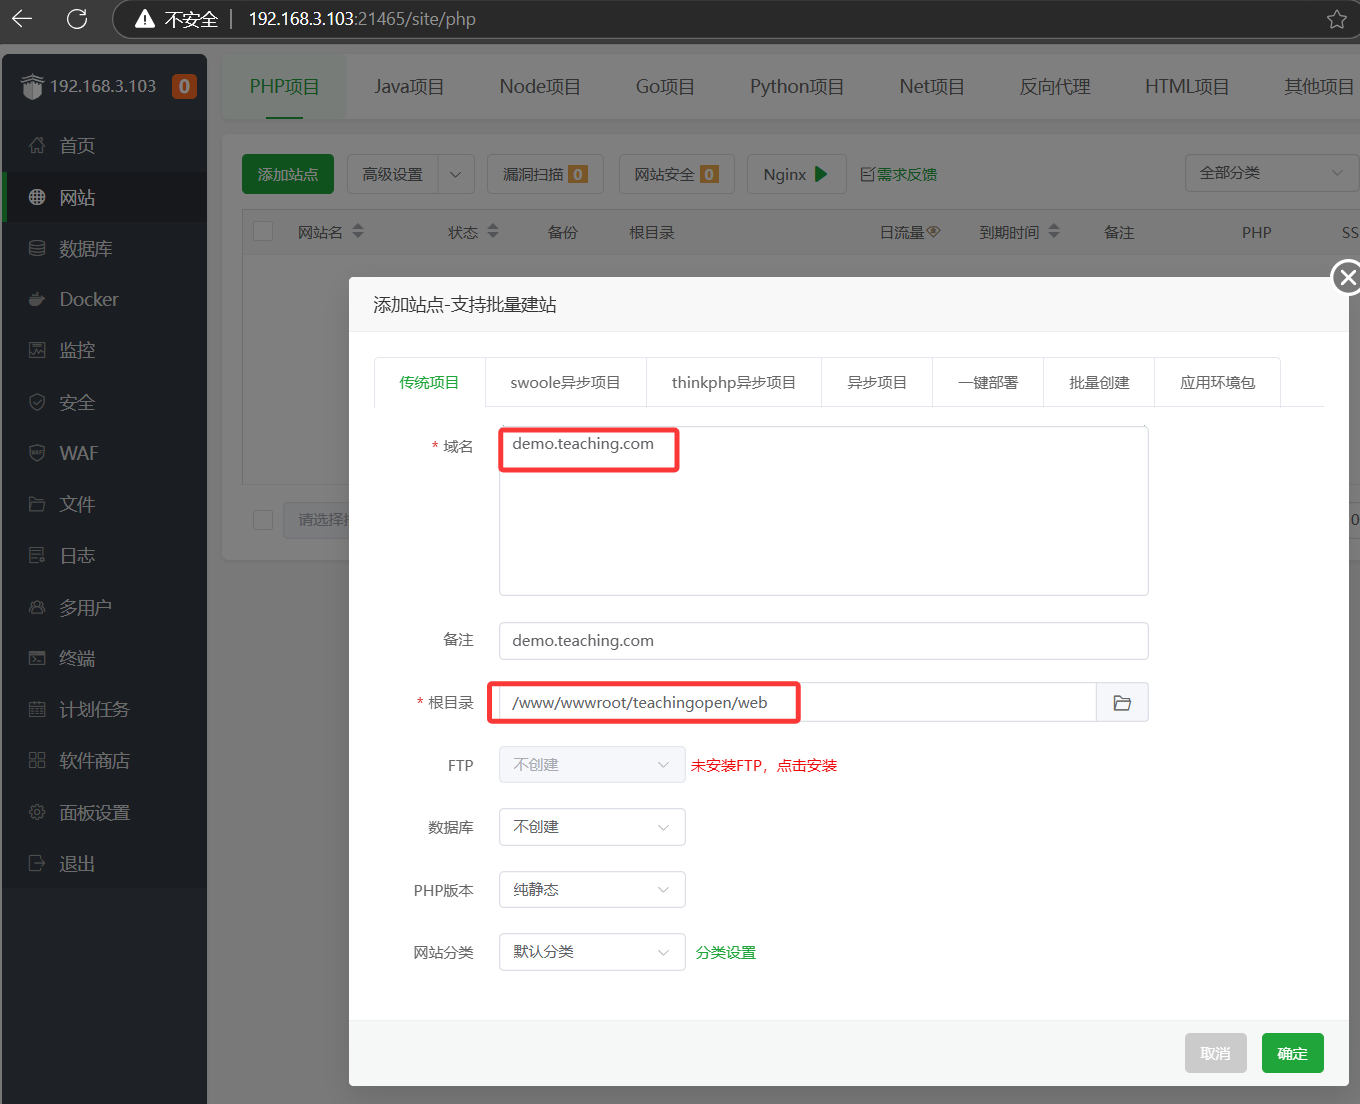 不安全 192.168.3.103:21465/site/php
192.168.3.103 0
首页
网站
数据库
Docker
监控
安全
WAF
文件
日志
多用户
终端
计划任务
软件商店
面板设置
退出
PHP项目 Java项目 Node项目 Go项目 Python项目 Net项目 反向代理 HTML项目 其他项目
添加站点 高级设置 漏洞扫描 0 网站安全 0 Nginx 需求反馈 全部分类
网站名 状态 备份 根目录 日流量 到期时间 备注 PHP SS
请选择
0
添加站点-支持批量建站
传统项目 swoole异步项目 thinkphp异步项目 异步项目 一键部署 批量创建 应用环境包
* 域名 demo.teaching.com
备注 demo.teaching.com
* 根目录 /www/wwwroot/teachingopen/web
FTP 不创建 未安装FTP，点击安装
数据库 不创建
PHP版本 纯静态
网站分类 默认分类 分类设置
取消 确定